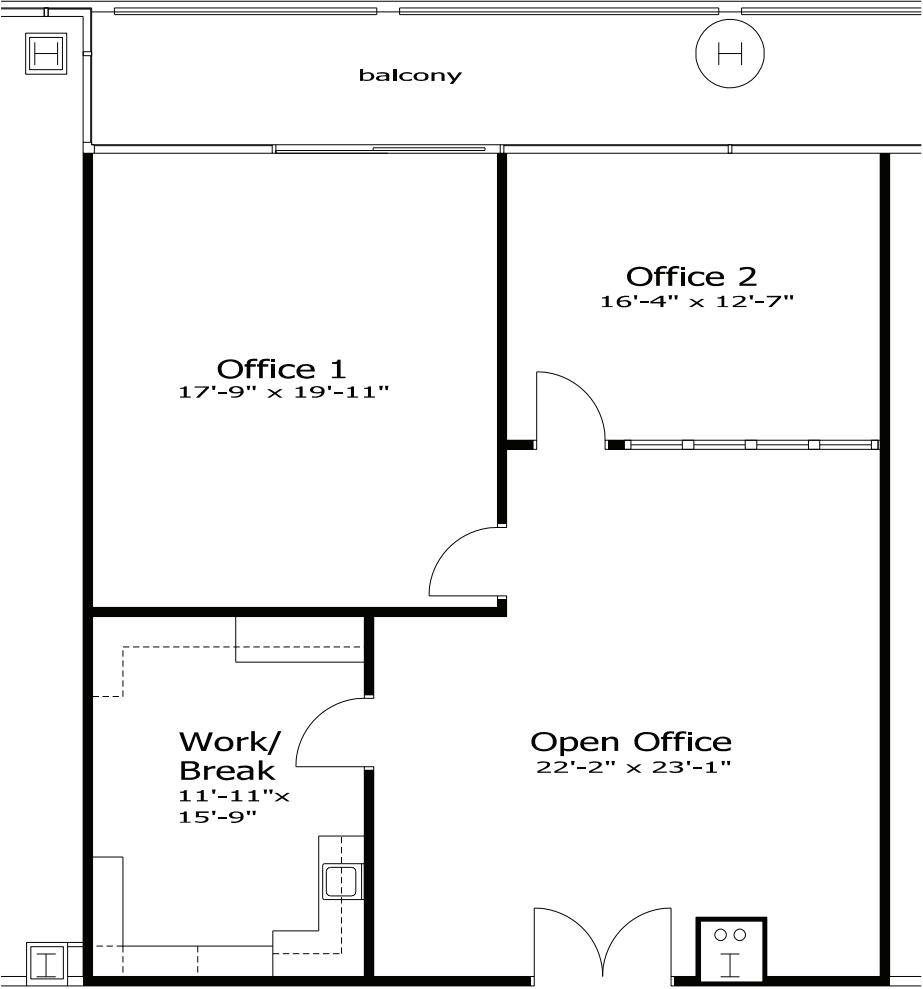 balcony
Office 2
16'-4" x 12'-7"
Office 1
17'-9" x 19'-11"
Work/
Break
11'-11"x
15'-9"
Open Office
22'-2" x 23'-1"